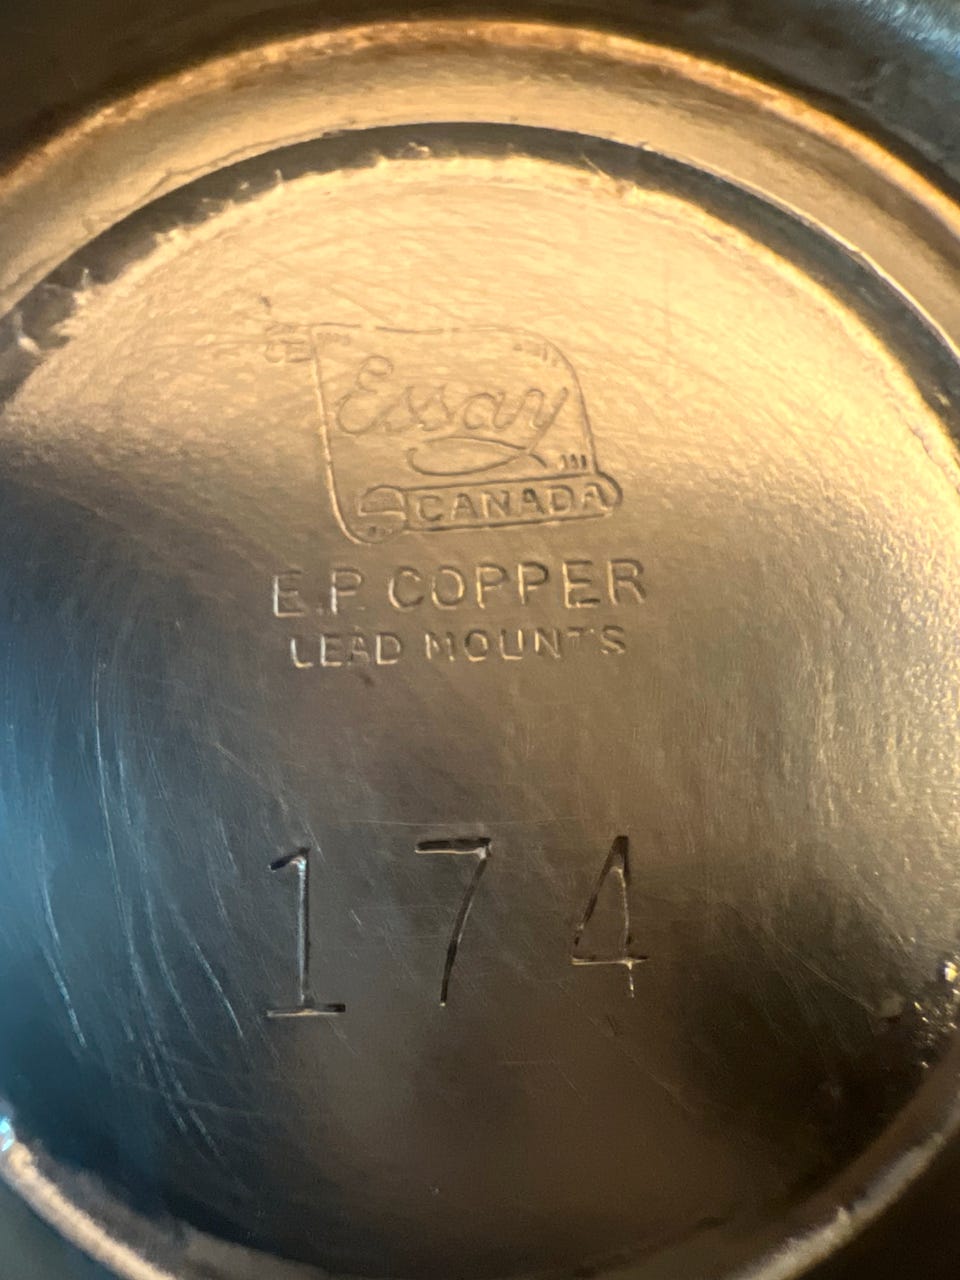 Essay
CANADA
E.P. COPPER
LEAD MOUNTS
174